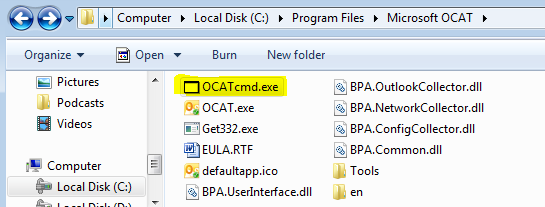 Computer ▸ Local Disk (C:) ▸ Program Files ▸ Microsoft OCAT ▸
Organize Open Burn New folder
Pictures
Podcasts
Videos
Computer
Local Disk (C:)
OCATcmd.exe
OCAT.exe
Get332.exe
EULA.RTF
defaultapp.ico
BPA.UserInterface.dll
BPA.OutlookCollector.dll
BPA.NetworkCollector.dll
BPA.ConfigCollector.dll
BPA.Common.dll
Tools
en